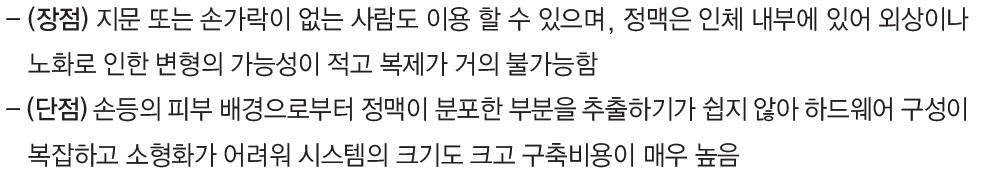 – (장점) 지문 또는 손가락이 없는 사람도 이용 할 수 있으며, 정맥은 인체 내부에 있어 외상이나
노화로 인한 변형의 가능성이 적고 복제가 거의 불가능함
– (단점) 손등의 피부 배경으로부터 정맥이 분포한 부분을 추출하기가 쉽지 않아 하드웨어 구성이
복잡하고 소형화가 어려워 시스템의 크기도 크고 구축비용이 매우 높음